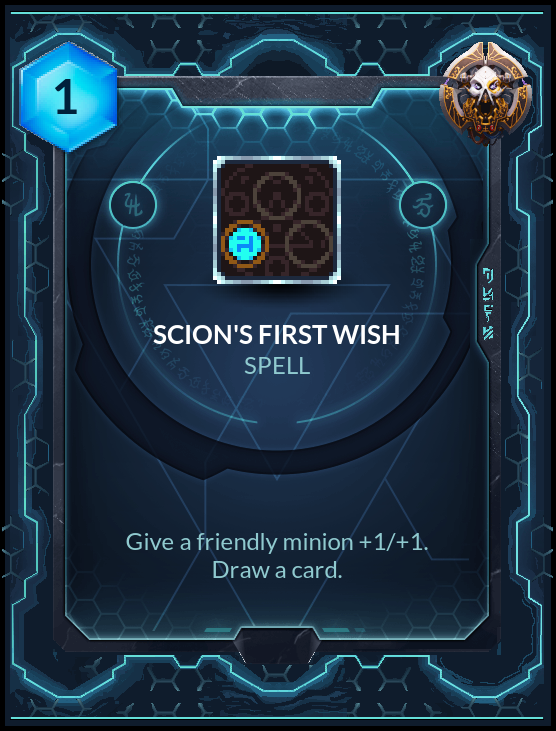 1
SCION'S FIRST WISH
SPELL
Give a friendly minion +1/+1.
Draw a card.